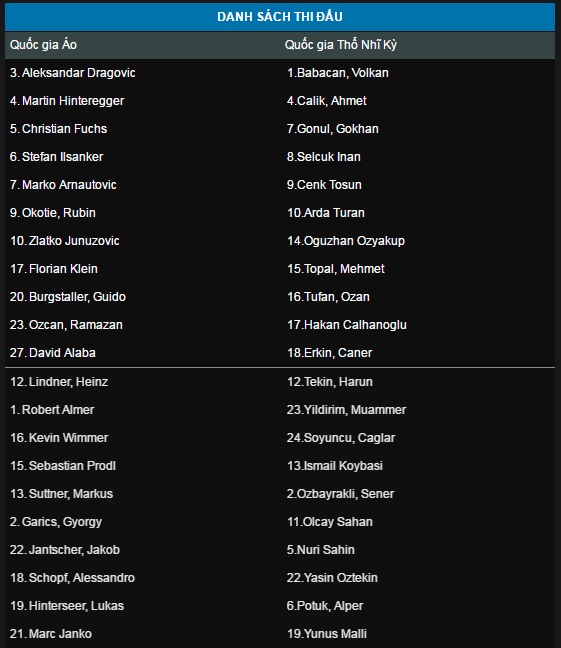 DANH SÁCH THI ĐẤU
Quốc gia Áo Quốc gia Thổ Nhĩ Kỳ
3. Aleksandar Dragovic 1.Babacan, Volkan
4. Martin Hinteregger 4.Calik, Ahmet
5. Christian Fuchs 7.Gonul, Gokhan
6. Stefan Ilsanker 8.Selcuk Inan
7. Marko Arnautovic 9.Cenk Tosun
9. Okotie, Rubin 10.Arda Turan
10. Zlatko Junuzovic 14.Oguzhan Ozyakup
17. Florian Klein 15.Topal, Mehmet
20. Burgstaller, Guido 16.Tufan, Ozan
23. Ozcan, Ramazan 17.Hakan Calhanoglu
27. David Alaba 18.Erkin, Caner
12. Lindner, Heinz 12.Tekin, Harun
1. Robert Almer 23.Yildirim, Muammer
16. Kevin Wimmer 24.Soyuncu, Caglar
15. Sebastian Prodl 13.Ismail Koybasi
13. Suttner, Markus 2.Ozbayrakli, Sener
2. Garics, Gyorgy 11.Olcay Sahan
22. Jantscher, Jakob 5.Nuri Sahin
18. Schopf, Alessandro 22.Yasin Oztekin
19. Hinterseer, Lukas 6.Potuk, Alper
21. Marc Janko 19.Yunus Malli